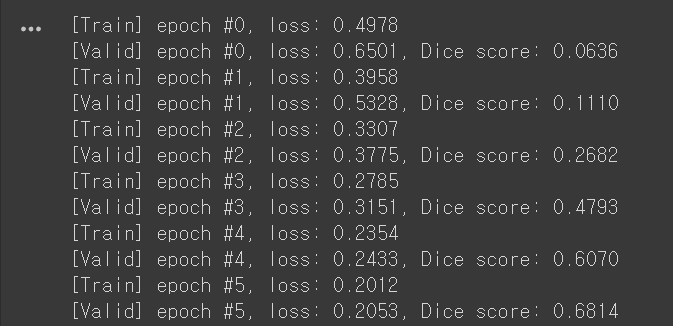 [Train] epoch #0, loss: 0.4978
[Valid] epoch #0, loss: 0.6501, Dice score: 0.0636
[Train] epoch #1, loss: 0.3958
[Valid] epoch #1, loss: 0.5328, Dice score: 0.1110
[Train] epoch #2, loss: 0.3307
[Valid] epoch #2, loss: 0.3775, Dice score: 0.2682
[Train] epoch #3, loss: 0.2785
[Valid] epoch #3, loss: 0.3151, Dice score: 0.4793
[Train] epoch #4, loss: 0.2354
[Valid] epoch #4, loss: 0.2433, Dice score: 0.6070
[Train] epoch #5, loss: 0.2012
[Valid] epoch #5, loss: 0.2053, Dice score: 0.6814